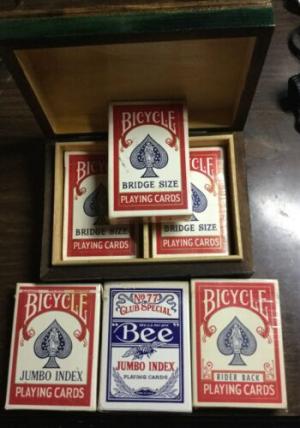 BICYCLE
BRIDGE SIZE
PLAYING CARDS
BICYCLE
BRIDGE SIZE
PLAYING CARDS
CLE
BRIDGE SIZE
PLAYING CARDS
BICYCLE
JUMBO INDEX
PLAYING CARDS
No. 77
CLUB SPECIAL
"Bee"
JUMBO INDEX
PLAYING CARDS
BICYCLE
RIDER BACK
PLAYING CARDS